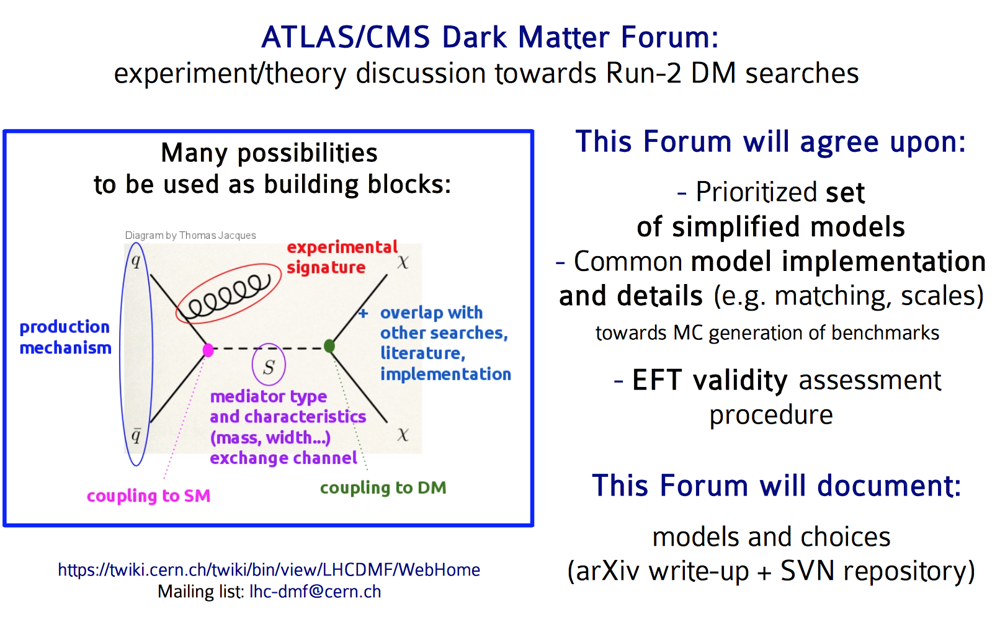 ATLAS/CMS Dark Matter Forum:
experiment/theory discussion towards Run-2 DM searches
Many possibilities
to be used as building blocks:
Diagram by Thomas Jacques
experimental
signature
q
χ
production
mechanism
+ overlap with
other searches,
literature,
implementation
S
mediator type
and characteristics
(mass, width...)
exchange channel
q̄
χ
coupling to SM
coupling to DM
https://twiki.cern.ch/twiki/bin/view/LHCDMF/WebHome
Mailing list: lhc-dmf@cern.ch
This Forum will agree upon:
- Prioritized set
of simplified models
- Common model implementation
and details (e.g. matching, scales)
towards MC generation of benchmarks
- EFT validity assessment
procedure
This Forum will document:
models and choices
(arXiv write-up + SVN repository)